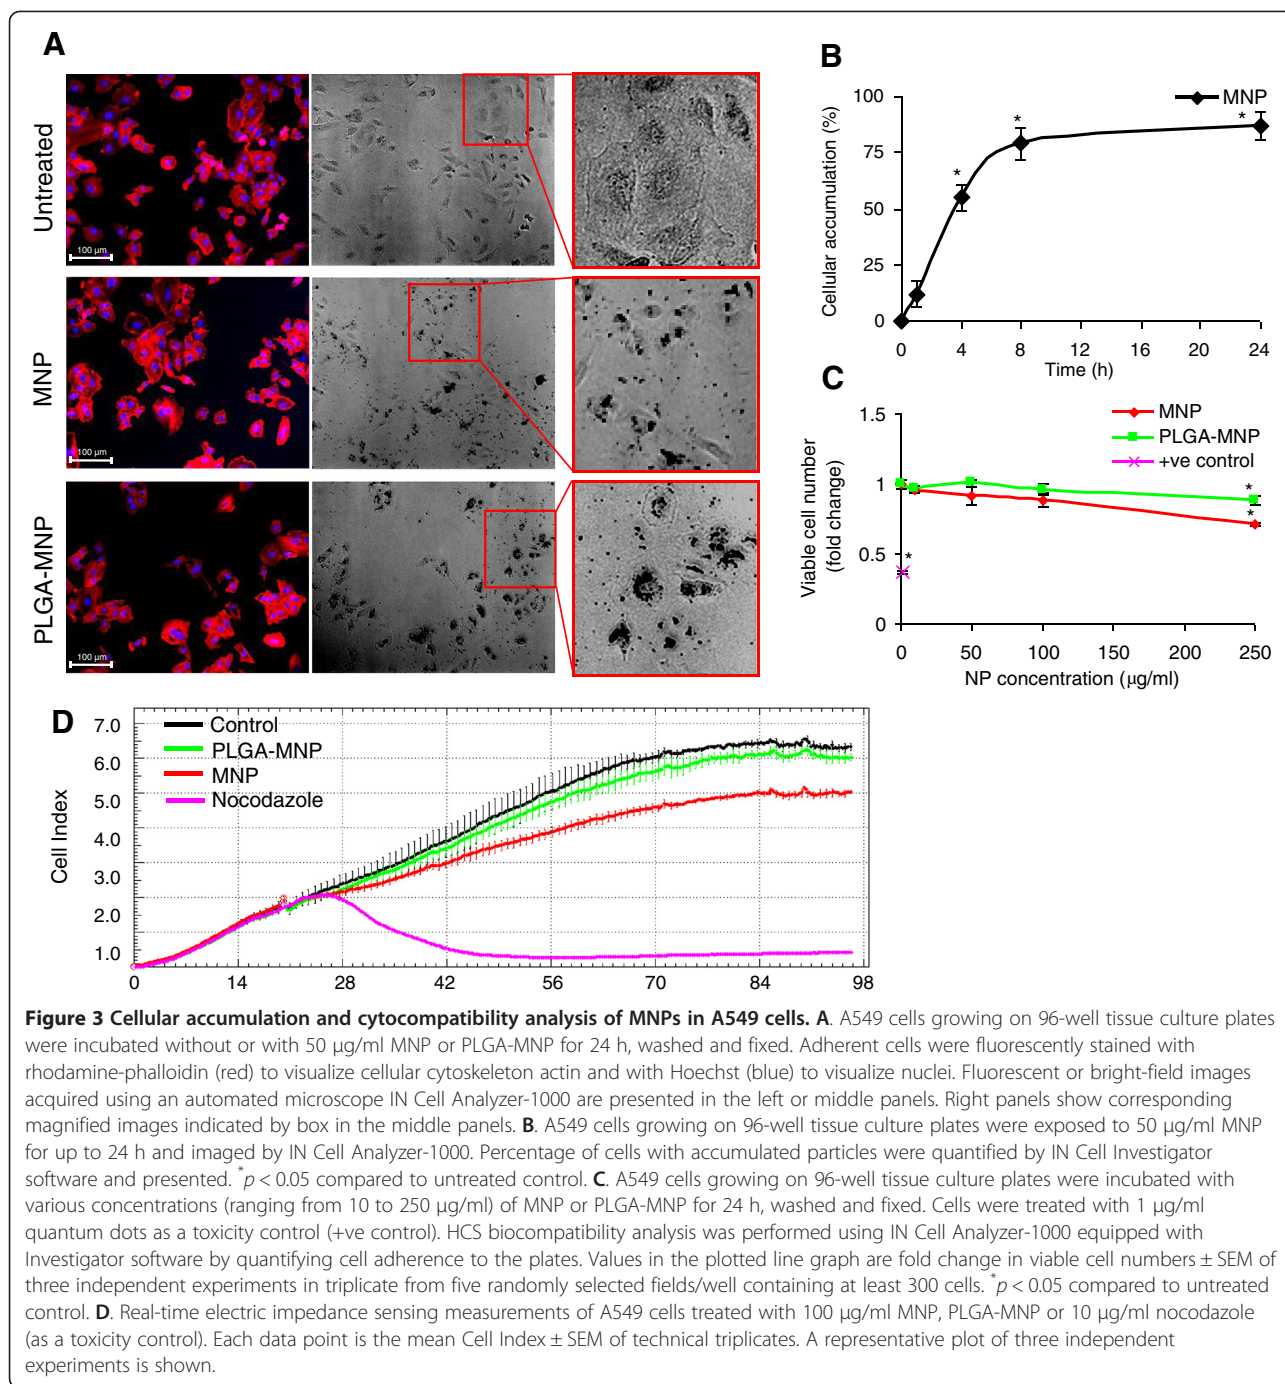 A
Untreated
100 µm
MNP
100 µm
PLGA-MNP
100 µm
B
Cellular accumulation (%)
100
75
50
25
0
MNP
*
*
*
0 4 8 12 16 20 24
Time (h)
C
Viable cell number
(fold change)
1.5
1
0.5
0
MNP
PLGA-MNP
+ve control
*
*
*
0 50 100 150 200 250
NP concentration (µg/ml)
D
Cell Index
7.0
6.0
5.0
4.0
3.0
2.0
1.0
Control
PLGA-MNP
MNP
Nocodazole
0 14 28 42 56 70 84 98
Figure 3 Cellular accumulation and cytocompatibility analysis of MNPs in A549 cells. A. A549 cells growing on 96-well tissue culture plates
were incubated without or with 50 µg/ml MNP or PLGA-MNP for 24 h, washed and fixed. Adherent cells were fluorescently stained with
rhodamine-phalloidin (red) to visualize cellular cytoskeleton actin and with Hoechst (blue) to visualize nuclei. Fluorescent or bright-field images
acquired using an automated microscope IN Cell Analyzer-1000 are presented in the left or middle panels. Right panels show corresponding
magnified images indicated by box in the middle panels. B. A549 cells growing on 96-well tissue culture plates were exposed to 50 µg/ml MNP
for up to 24 h and imaged by IN Cell Analyzer-1000. Percentage of cells with accumulated particles were quantified by IN Cell Investigator
software and presented. *p < 0.05 compared to untreated control. C. A549 cells growing on 96-well tissue culture plates were incubated with
various concentrations (ranging from 10 to 250 µg/ml) of MNP or PLGA-MNP for 24 h, washed and fixed. Cells were treated with 1 µg/ml
quantum dots as a toxicity control (+ve control). HCS biocompatibility analysis was performed using IN Cell Analyzer-1000 equipped with
Investigator software by quantifying cell adherence to the plates. Values in the plotted line graph are fold change in viable cell numbers ± SEM of
three independent experiments in triplicate from five randomly selected fields/well containing at least 300 cells. *p < 0.05 compared to untreated
control. D. Real-time electric impedance sensing measurements of A549 cells treated with 100 µg/ml MNP, PLGA-MNP or 10 µg/ml nocodazole
(as a toxicity control). Each data point is the mean Cell Index ± SEM of technical triplicates. A representative plot of three independent
experiments is shown.